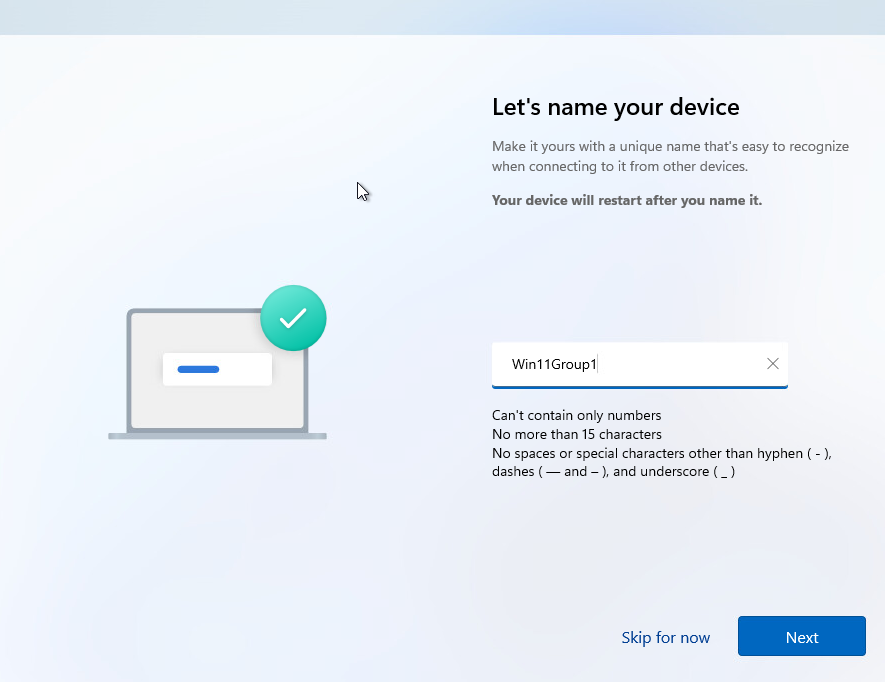 Let's name your device
Make it yours with a unique name that's easy to recognize
when connecting to it from other devices.
Your device will restart after you name it.
Win11Group1
Can't contain only numbers
No more than 15 characters
No spaces or special characters other than hyphen ( - ),
dashes ( — and – ), and underscore ( _ )
Skip for now
Next